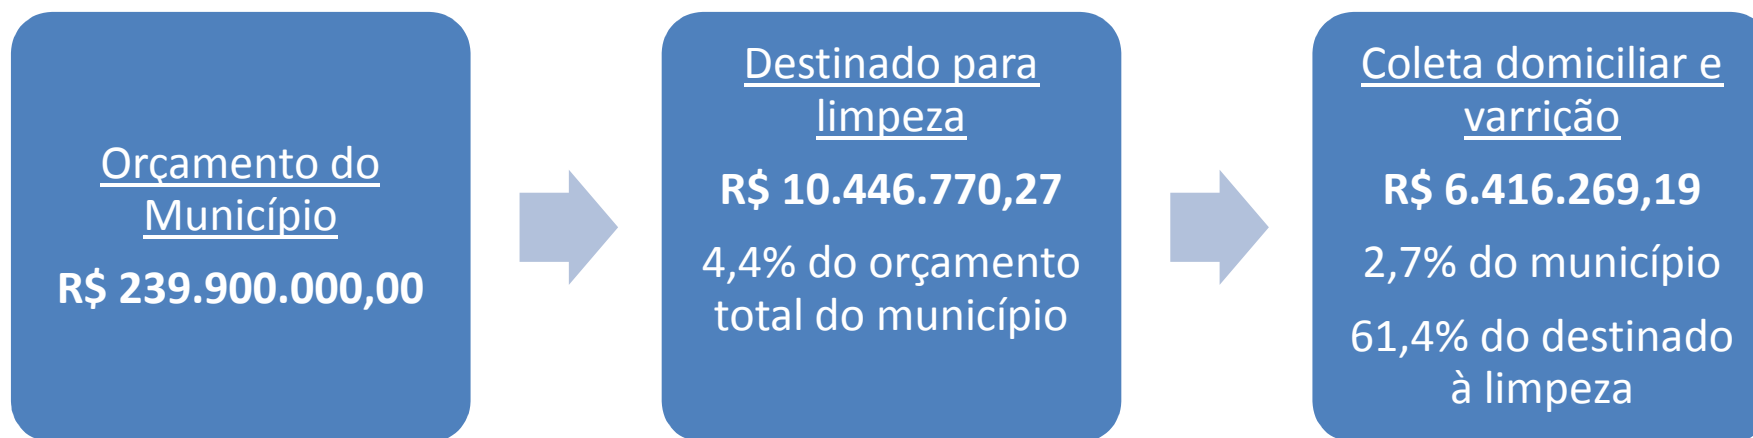 Orçamento do
Município
R$ 239.900.000,00
Destinado para
limpeza
R$ 10.446.770,27
4,4% do orçamento
total do município
Coleta domiciliar e
varrição
R$ 6.416.269,19
2,7% do município
61,4% do destinado
à limpeza